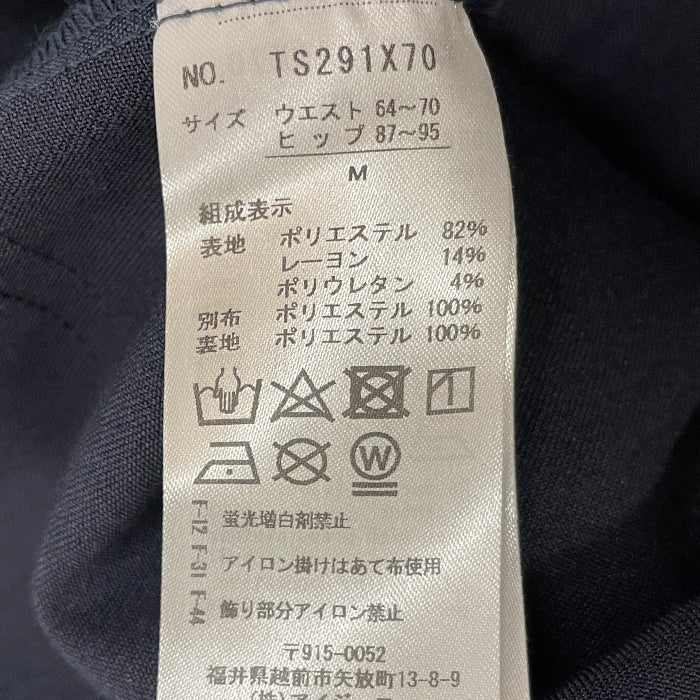 NO. TS291X70
サイズ ウエスト 64〜70
ヒップ 87〜95
M
組成表示
表地 ポリエステル 82%
レーヨン 14%
ポリウレタン 4%
別布 ポリエステル 100%
裏地 ポリエステル 100%
W
F-12 蛍光増白剤禁止
F-31 アイロン掛けはあて布使用
F-44 飾り部分アイロン禁止
〒915-0052
福井県越前市矢放町13-8-9